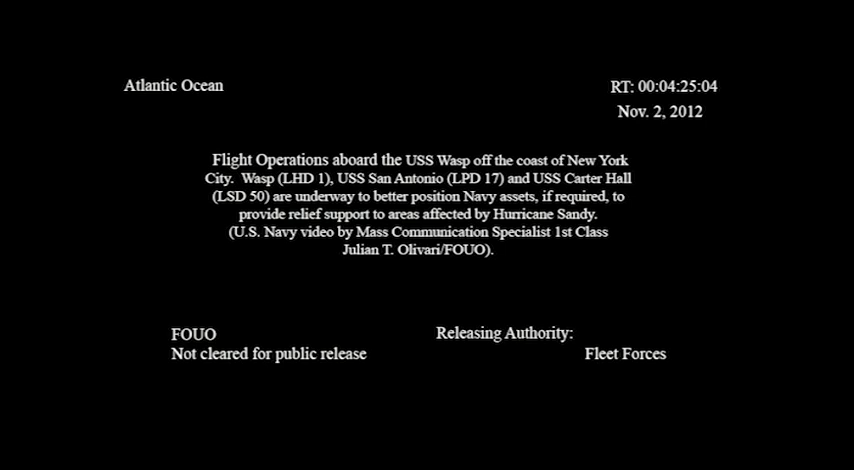 Atlantic Ocean
RT: 00:04:25:04
Nov. 2, 2012
Flight Operations aboard the USS Wasp off the coast of New York
City.  Wasp (LHD 1), USS San Antonio (LPD 17) and USS Carter Hall
(LSD 50) are underway to better position Navy assets, if required, to
provide relief support to areas affected by Hurricane Sandy.
(U.S. Navy video by Mass Communication Specialist 1st Class
Julian T. Olivari/FOUO).
FOUO
Not cleared for public release
Releasing Authority:
Fleet Forces